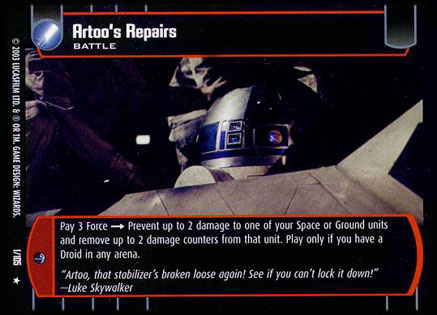 Artoo's Repairs
BATTLE
© 2003 LUCASFILM LTD. & ® OR TM. GAME DESIGN: WIZARDS.
Pay 3 Force → Prevent up to 2 damage to one of your Space or Ground units
and remove up to 2 damage counters from that unit. Play only if you have a
Droid in any arena.
"Artoo, that stabilizer's broken loose again! See if you can't lock it down!"
—Luke Skywalker
1/105 ★